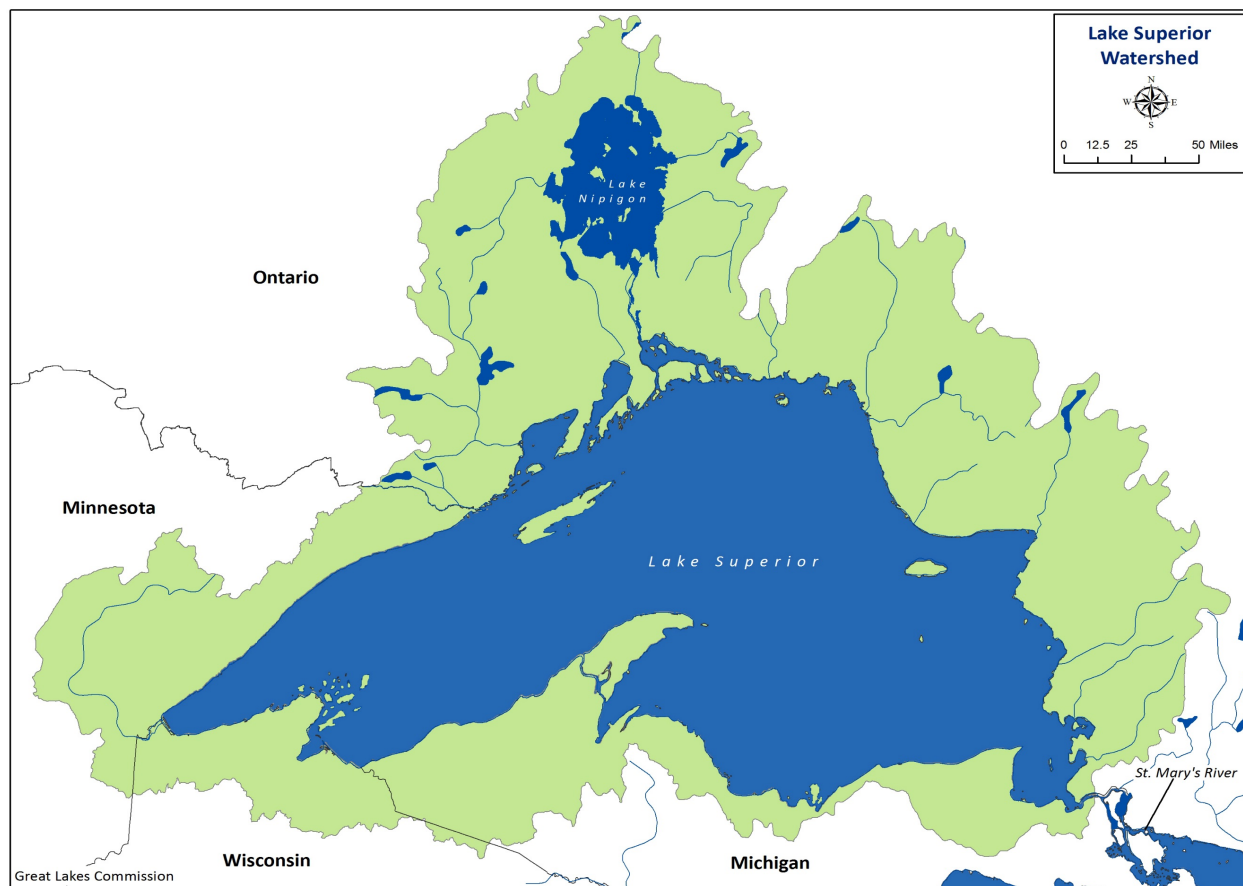 Lake Superior
Watershed
N
W E
S
0 12.5 25 50 Miles
Lake
Nipigon
Ontario
Minnesota
Lake Superior
St. Mary's River
Wisconsin
Michigan
Great Lakes Commission